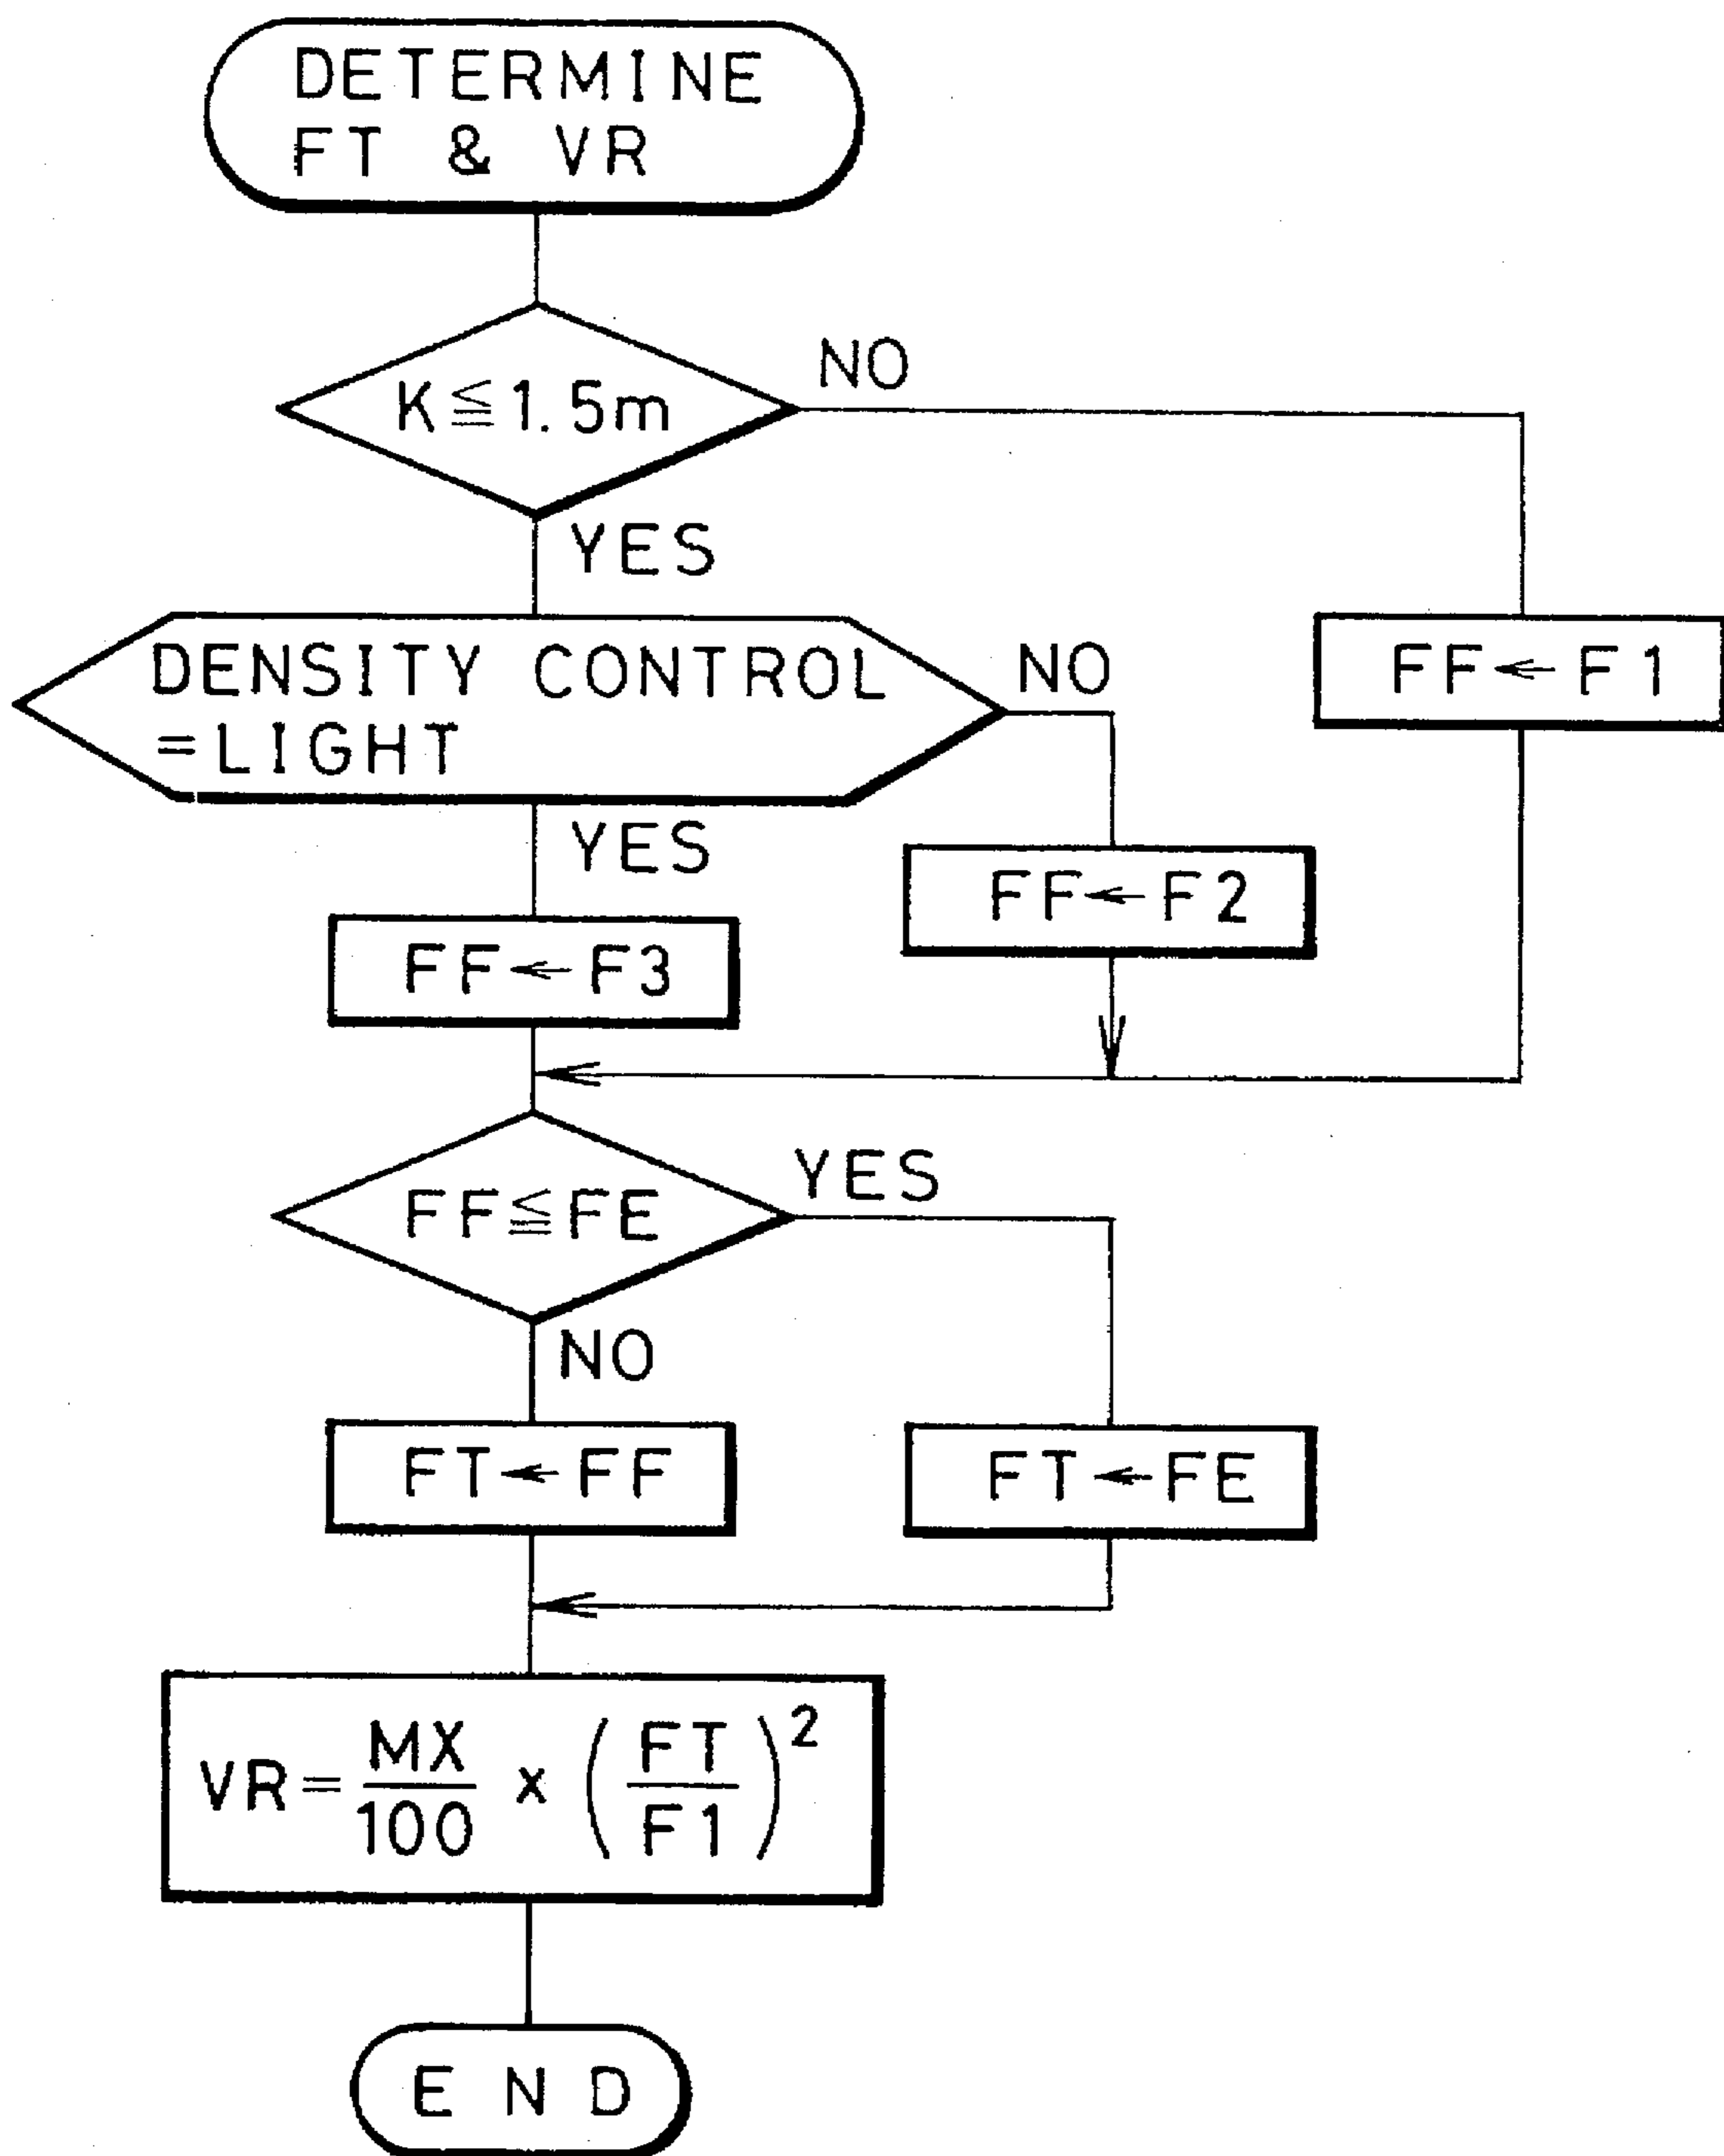 DETERMINE
FT & VR
K≦1.5m
NO
YES
DENSITY CONTROL
=LIGHT
NO
FF←F1
YES
FF←F2
FF←F3
FF≦FE
YES
NO
FT←FF
FT←FE
VR=MX/100 x (FT/F1)²
END